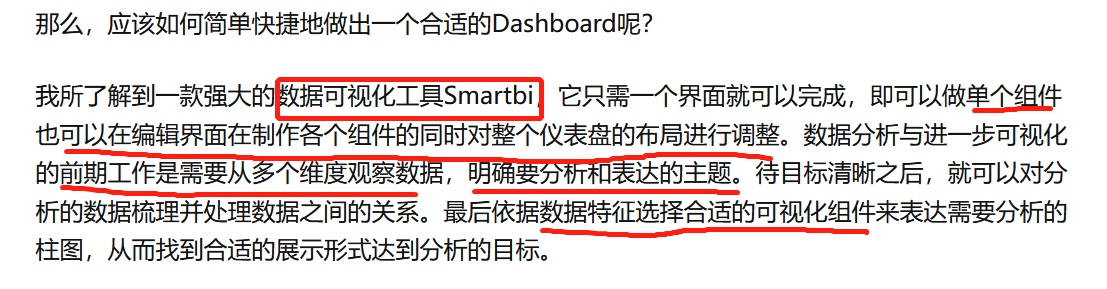 那么，应该如何简单快捷地做出一个合适的Dashboard呢?
我所了解到一款强大的数据可视化工具Smartbi，它只需一个界面就可以完成，即可以做单个组件
也可以在编辑界面在制作各个组件的同时对整个仪表盘的布局进行调整。数据分析与进一步可视化
的前期工作是需要从多个维度观察数据，明确要分析和表达的主题。待目标清晰之后，就可以对分
析的数据梳理并处理数据之间的关系。最后依据数据特征选择合适的可视化组件来表达需要分析的
柱图，从而找到合适的展示形式达到分析的目标。